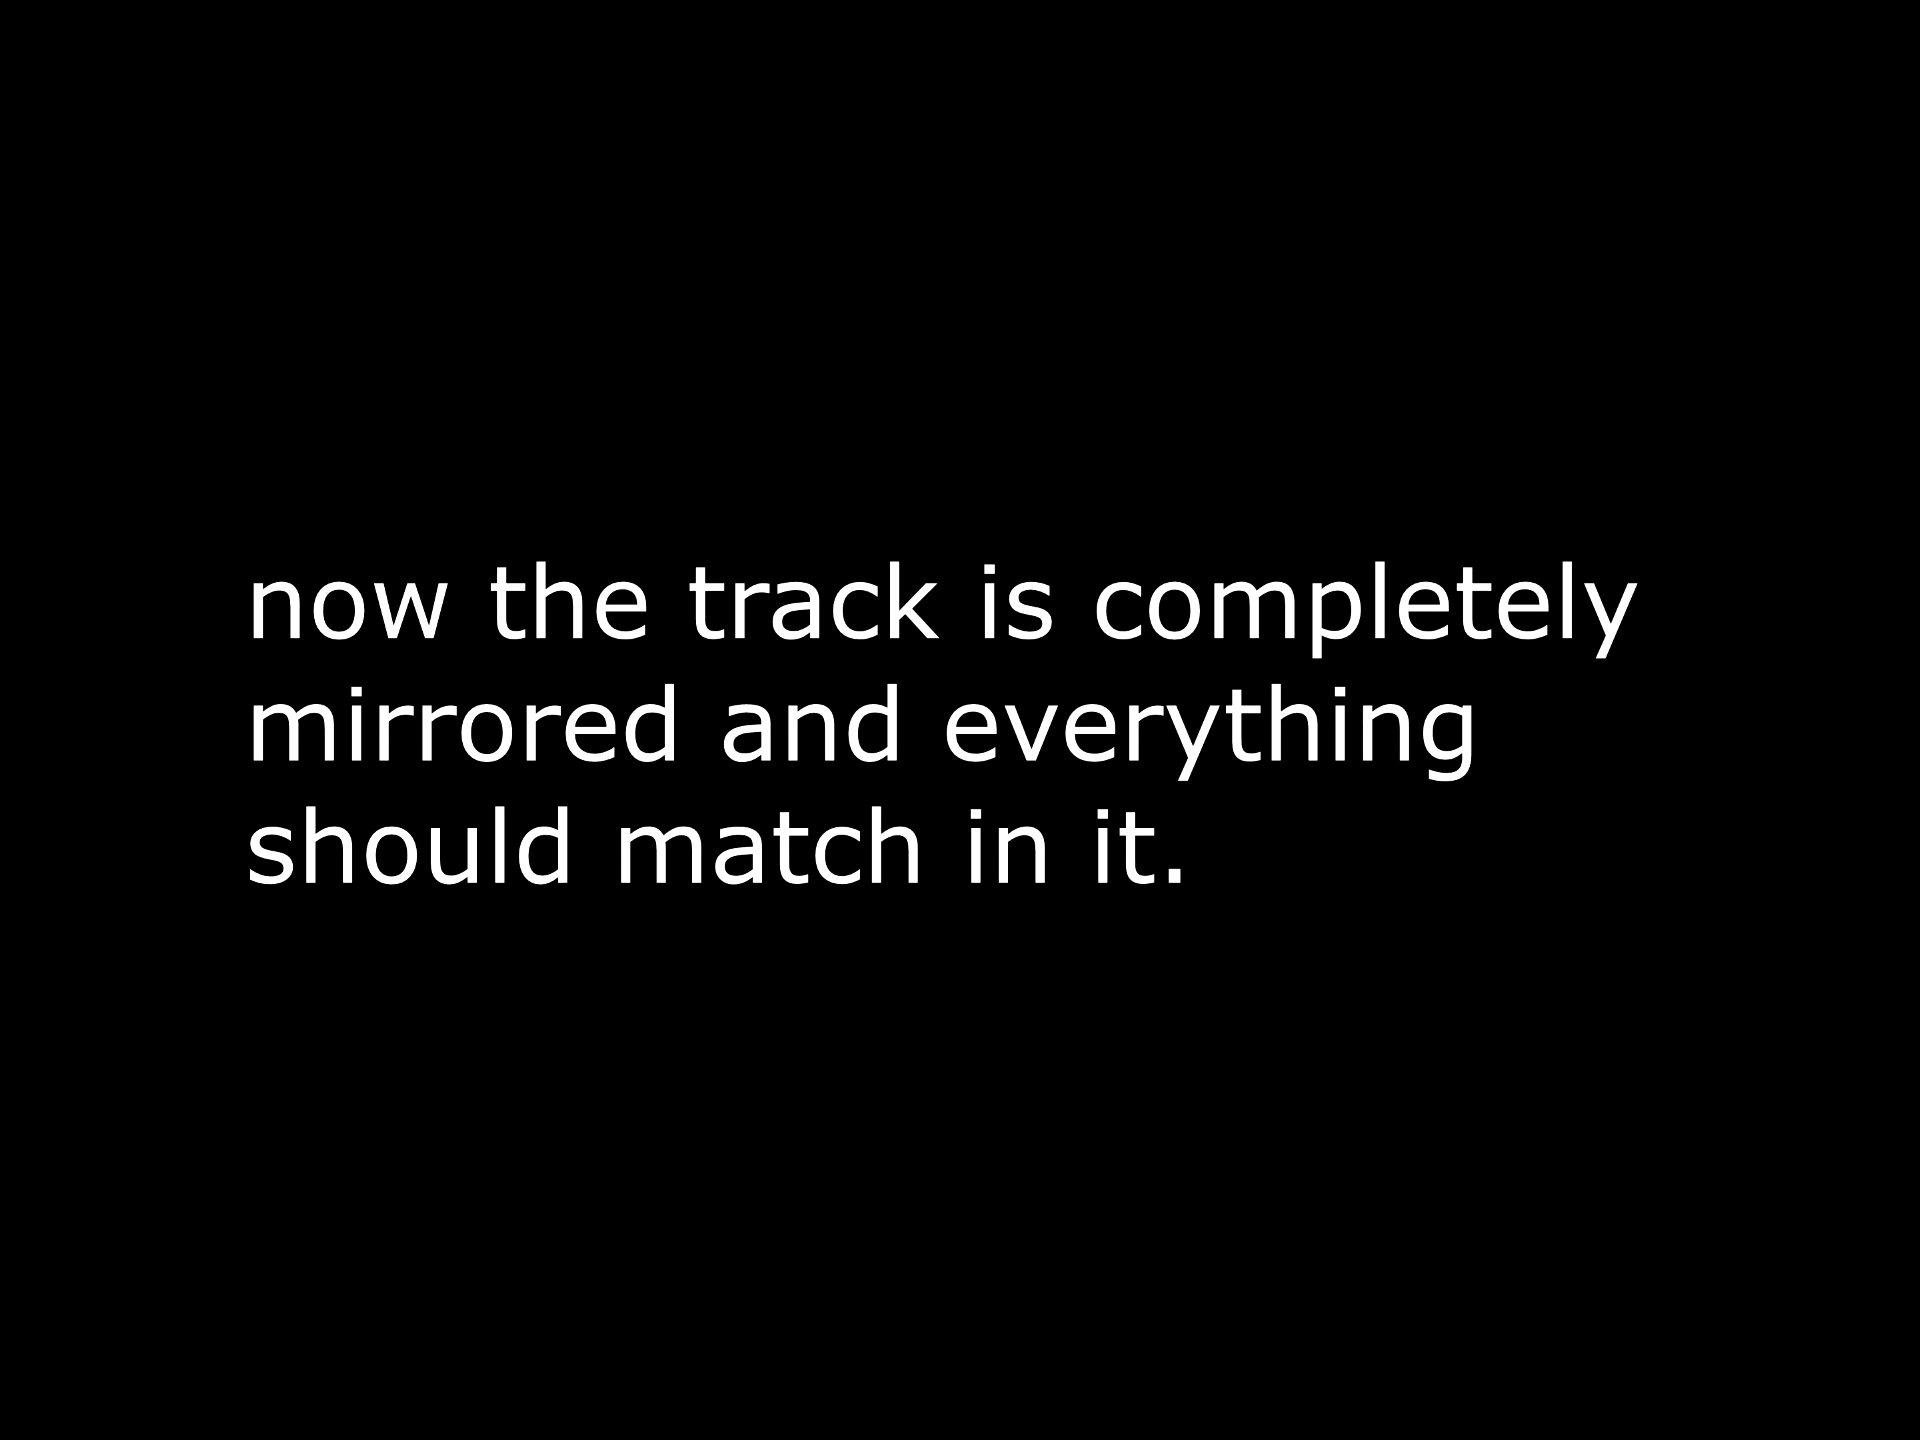 now the track is completely
mirrored and everything
should match in it.